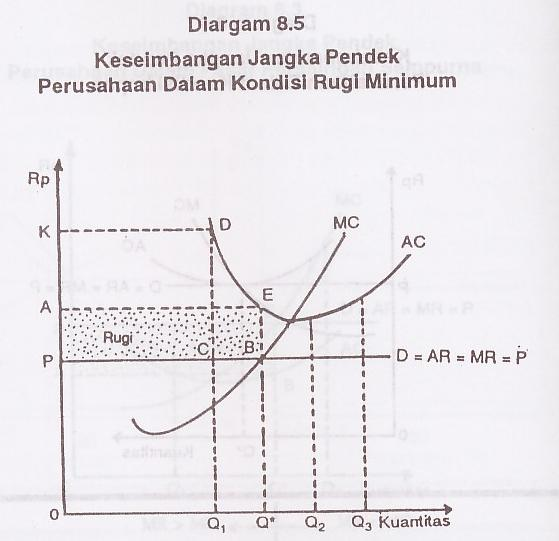 Diargam 8.5
Keseimbangan Jangka Pendek
Perusahaan Dalam Kondisi Rugi Minimum
Rp
K
D
MC
AC
A
E
Rugi
C
B
P
D = AR = MR = P
0
Q₁
Q*
Q₂
Q₃
Kuantitas